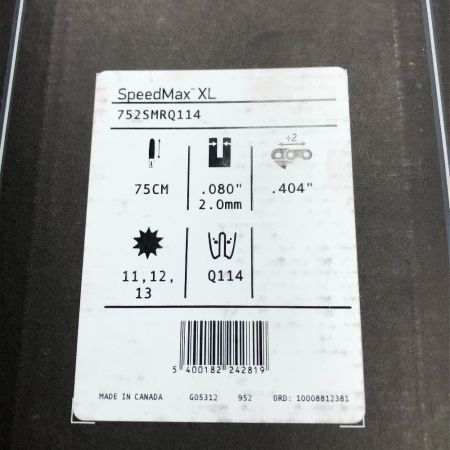 SpeedMax™ XL
752SMRQ114
÷2
75CM .080" .404"
2.0mm
11,12, Q114
13
5 400182 242819
MADE IN CANADA G05312 952 ORD: 10008812381